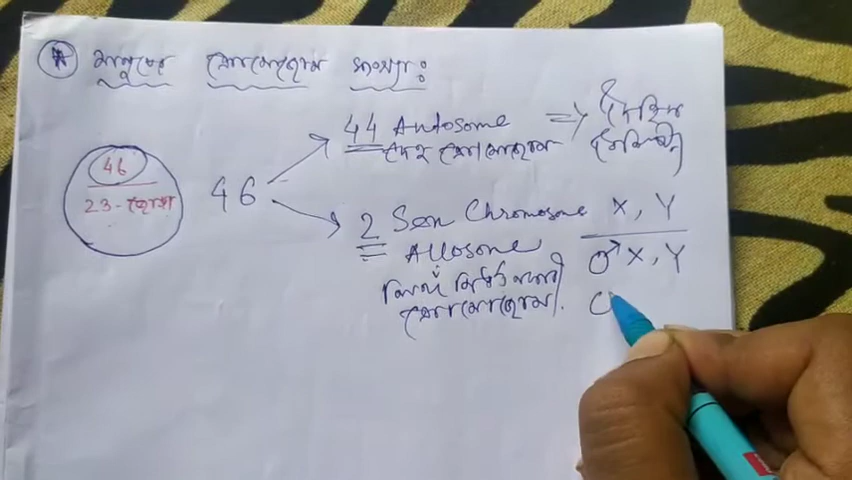 * মানুষের ক্রোমোজোম সংখ্যা:
46
23-জোড়া
46
44 Autosome => দৈহিক
দেহ ক্রোমোজোম
2 Sex Chromosome X, Y
Allosome ♂ X, Y
লিঙ্গ নির্ধারণকারী
ক্রোমোজোম.